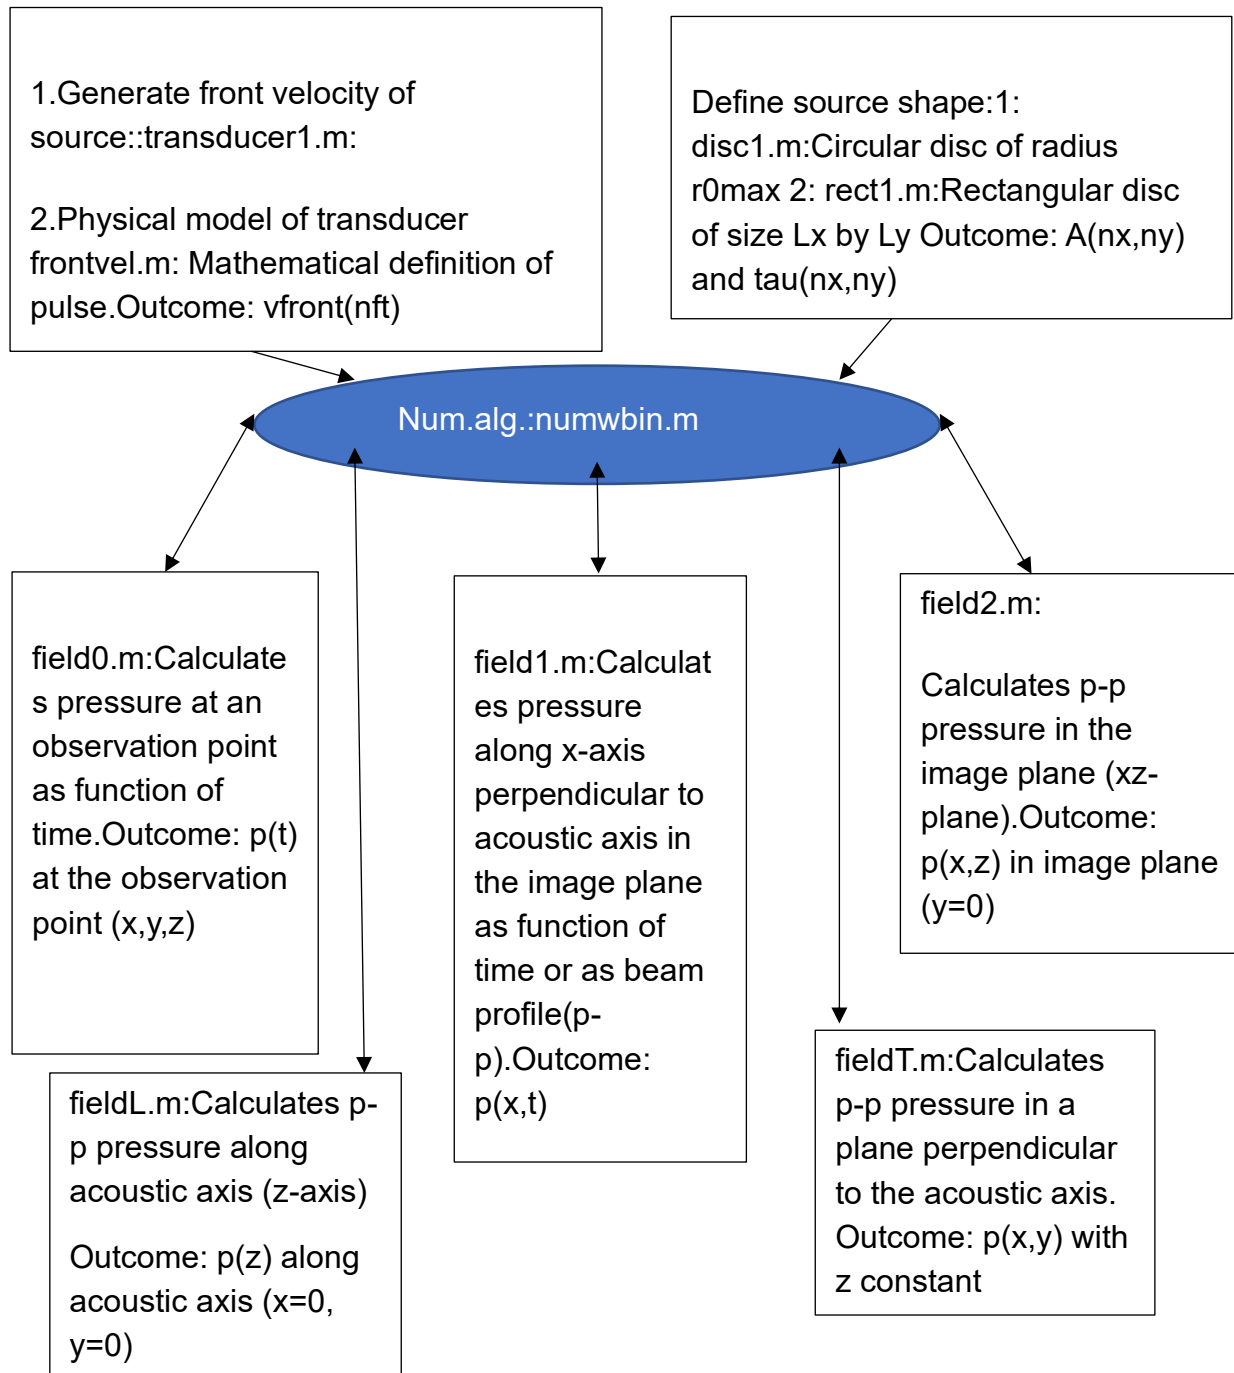 1.Generate front velocity of
source::transducer1.m:
2.Physical model of transducer
frontvel.m: Mathematical definition of
pulse.Outcome: vfront(nft)
Define source shape:1:
disc1.m:Circular disc of radius
r0max 2: rect1.m:Rectangular disc
of size Lx by Ly Outcome: A(nx,ny)
and tau(nx,ny)
Num.alg.:numwbin.m
field0.m:Calculate
s pressure at an
observation point
as function of
time.Outcome: p(t)
at the observation
point (x,y,z)
field1.m:Calculat
es pressure
along x-axis
perpendicular to
acoustic axis in
the image plane
as function of
time or as beam
profile(p-
p).Outcome:
p(x,t)
field2.m:
Calculates p-p
pressure in the
image plane (xz-
plane).Outcome:
p(x,z) in image plane
(y=0)
fieldL.m:Calculates p-
p pressure along
acoustic axis (z-axis)
Outcome: p(z) along
acoustic axis (x=0,
y=0)
fieldT.m:Calculates
p-p pressure in a
plane perpendicular
to the acoustic axis.
Outcome: p(x,y) with
z constant